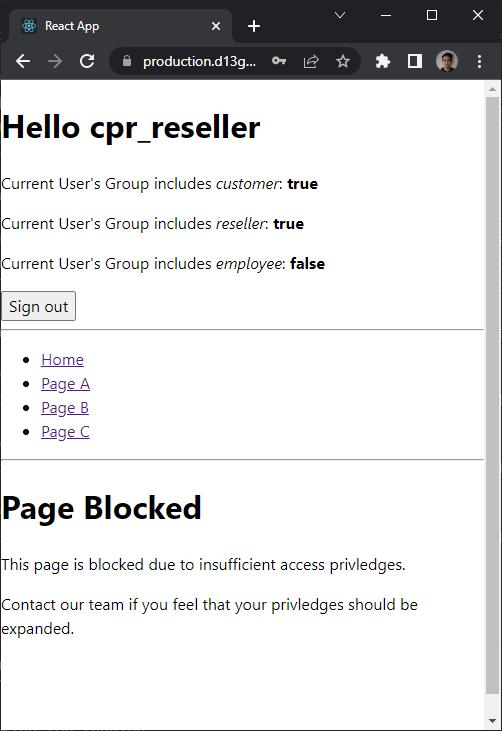 React App
production.d13g...
Hello cpr_reseller
Current User's Group includes customer: true
Current User's Group includes reseller: true
Current User's Group includes employee: false
Sign out
Home
Page A
Page B
Page C
Page Blocked
This page is blocked due to insufficient access privledges.
Contact our team if you feel that your privledges should be
expanded.